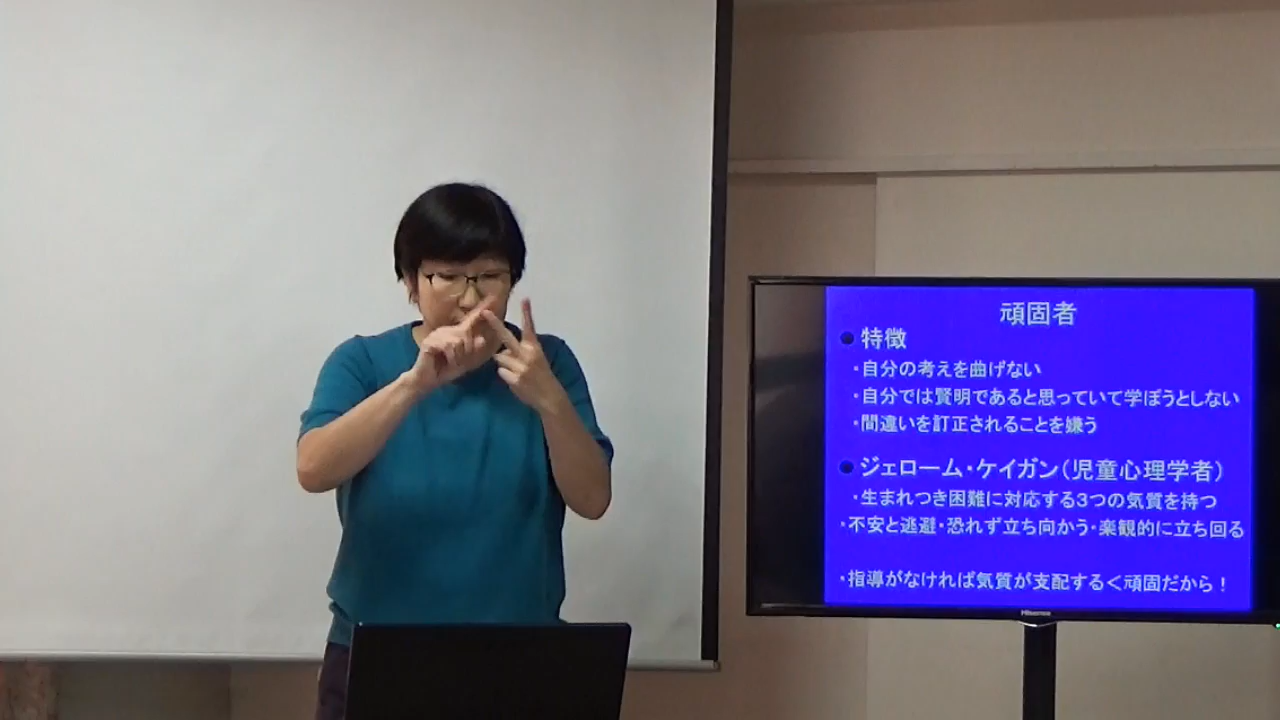 頑固者
●特徴
・自分の考えを曲げない
・自分では賢明であると思っていて学ぼうとしない
・間違いを訂正されることを嫌う
●ジェローム・ケイガン(児童心理学者)
・生まれつき困難に対応する3つの気質を持つ
・不安と逃避・恐れず立ち向かう・楽観的に立ち回る
・指導がなければ気質が支配する<頑固だから!
Hisense